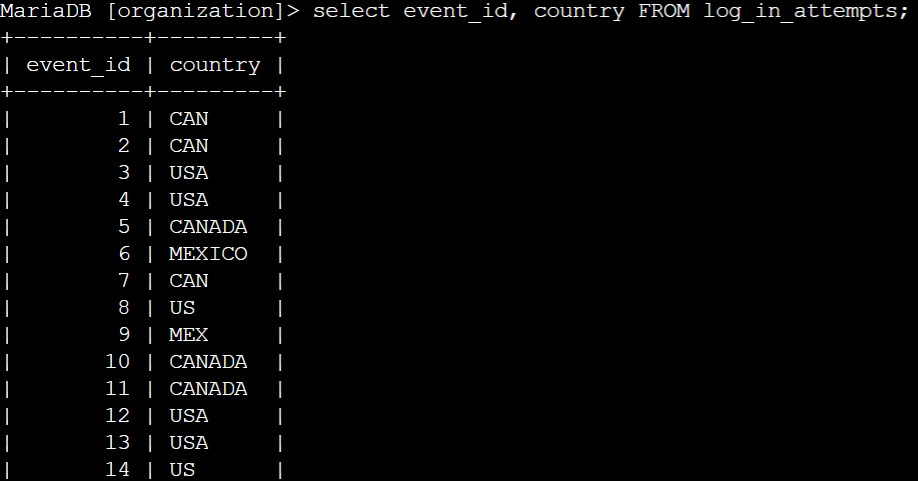 MariaDB [organization]> select event_id, country FROM log_in_attempts;
+----------+---------+
| event_id | country |
+----------+---------+
|        1 | CAN     |
|        2 | CAN     |
|        3 | USA     |
|        4 | USA     |
|        5 | CANADA  |
|        6 | MEXICO  |
|        7 | CAN     |
|        8 | US      |
|        9 | MEX     |
|       10 | CANADA  |
|       11 | CANADA  |
|       12 | USA     |
|       13 | USA     |
|       14 | US      |